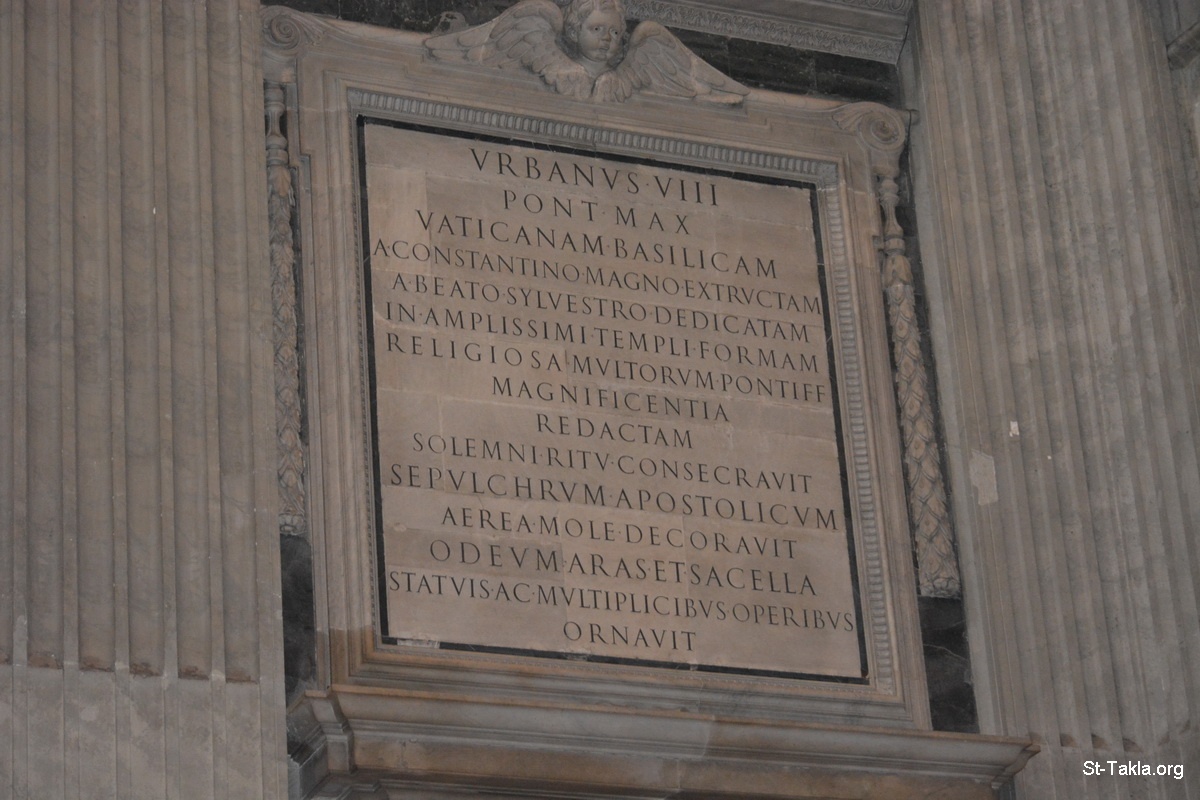 VRBANVS·VIII
PONT·MAX
VATICANAM·BASILICAM
A·CONSTANTINO·MAGNO·EXTRVCTAM
A·BEATO·SYLVESTRO·DEDICATAM
IN·AMPLISSIMI·TEMPLI·FORMAM
RELIGIOSA·MVLTORVM·PONTIFF
MAGNIFICENTIA
REDACTAM
SOLEMNI·RITV·CONSECRAVIT
SEPVLCHRVM·APOSTOLICVM
AEREA·MOLE·DECORAVIT
ODEVM·ARAS·ET·SACELLA
STATVIS·AC·MVLTIPLICIBVS·OPERIBVS
ORNAVIT
St-Takla.org